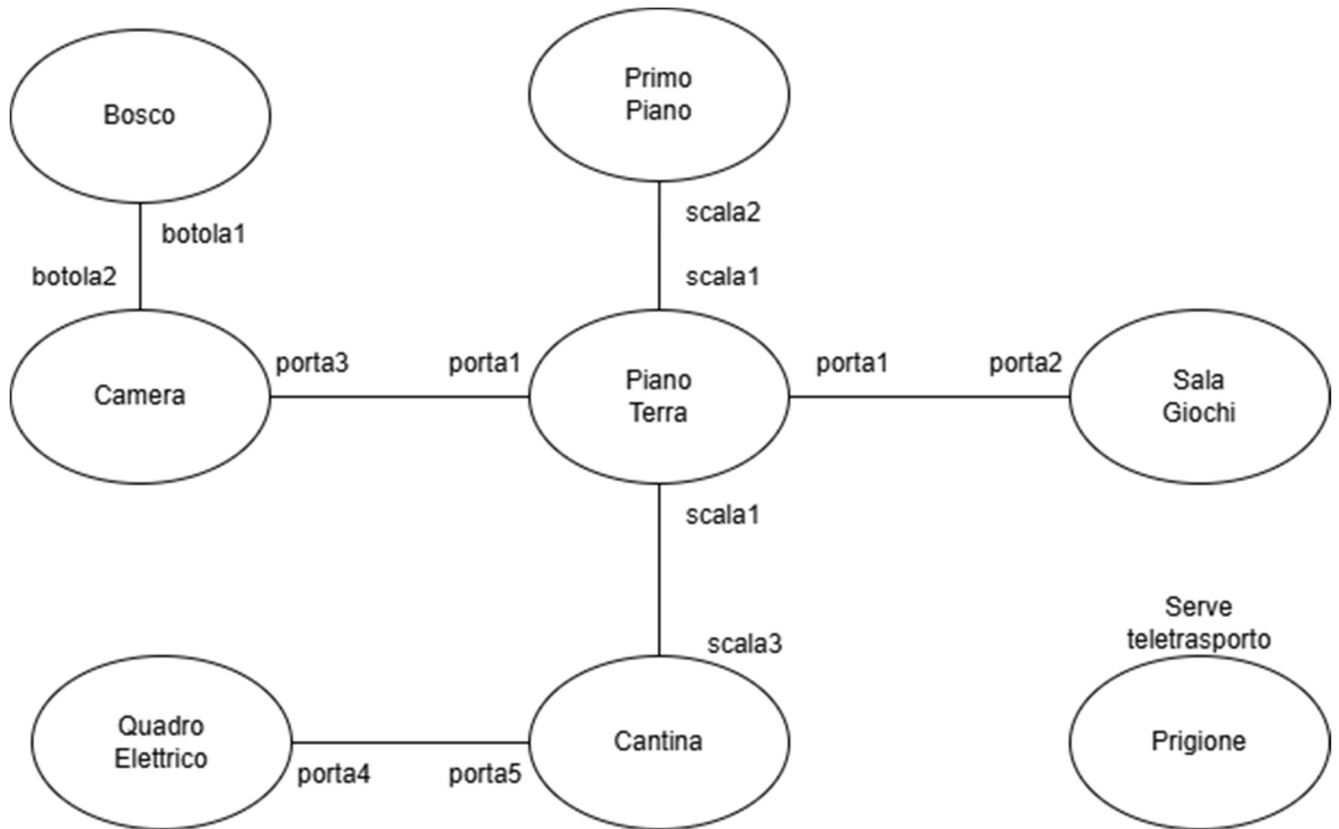 Bosco
Primo
Piano
botola1
scala2
botola2
scala1
Camera
porta3
porta1
Piano
Terra
porta1
porta2
Sala
Giochi
scala1
scala3
Serve
teletrasporto
Quadro
Elettrico
porta4
porta5
Cantina
Prigione